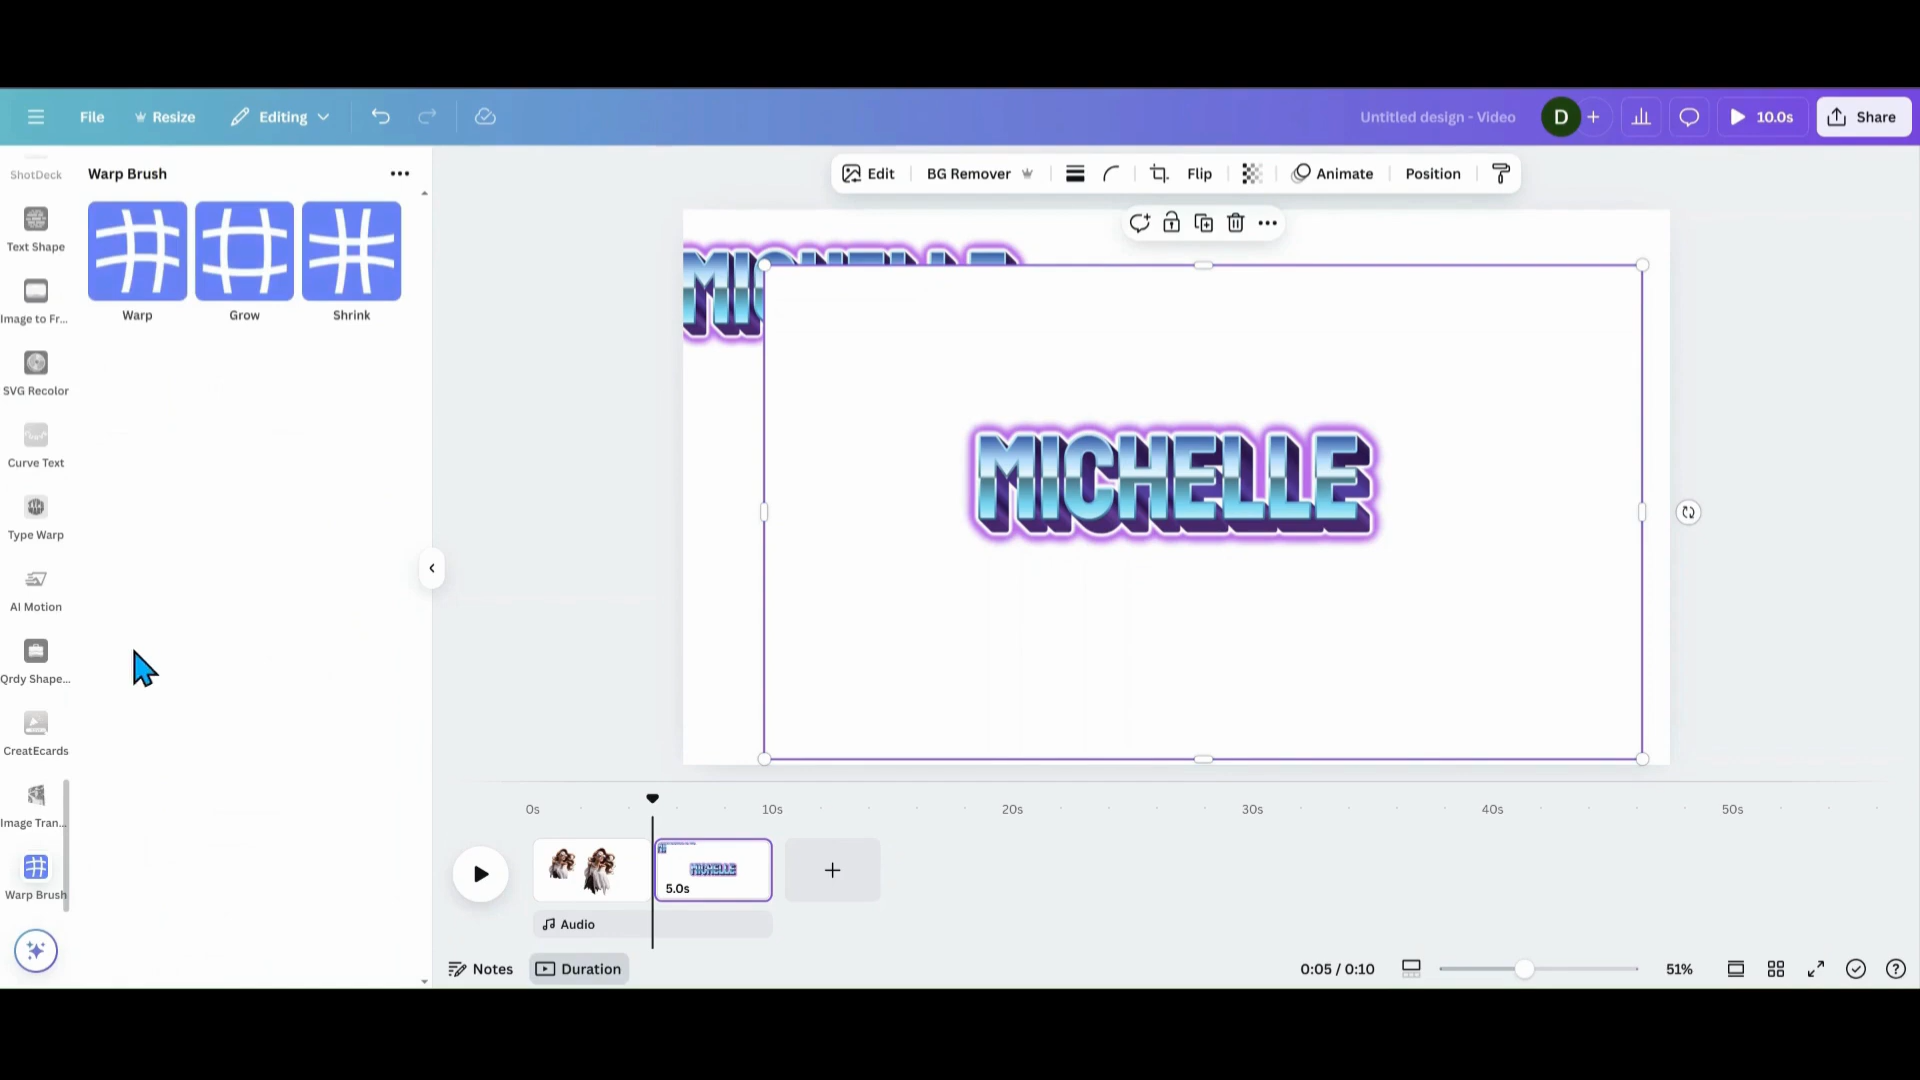 File Resize Editing Untitled design - Video D 10.0s Share
ShotDeck
Text Shape
Image to Fr...
SVG Recolor
Curve Text
Type Warp
AI Motion
Qrdy Shape...
CreatEcards
Image Tran...
Warp Brush
Warp Brush
Warp Grow Shrink
Edit BG Remover Flip Animate Position
MICHELLE
MICHELLE
0s 10s 20s 30s 40s 50s
MICHELLE
5.0s
Audio
Notes Duration 0:05 / 0:10 51%